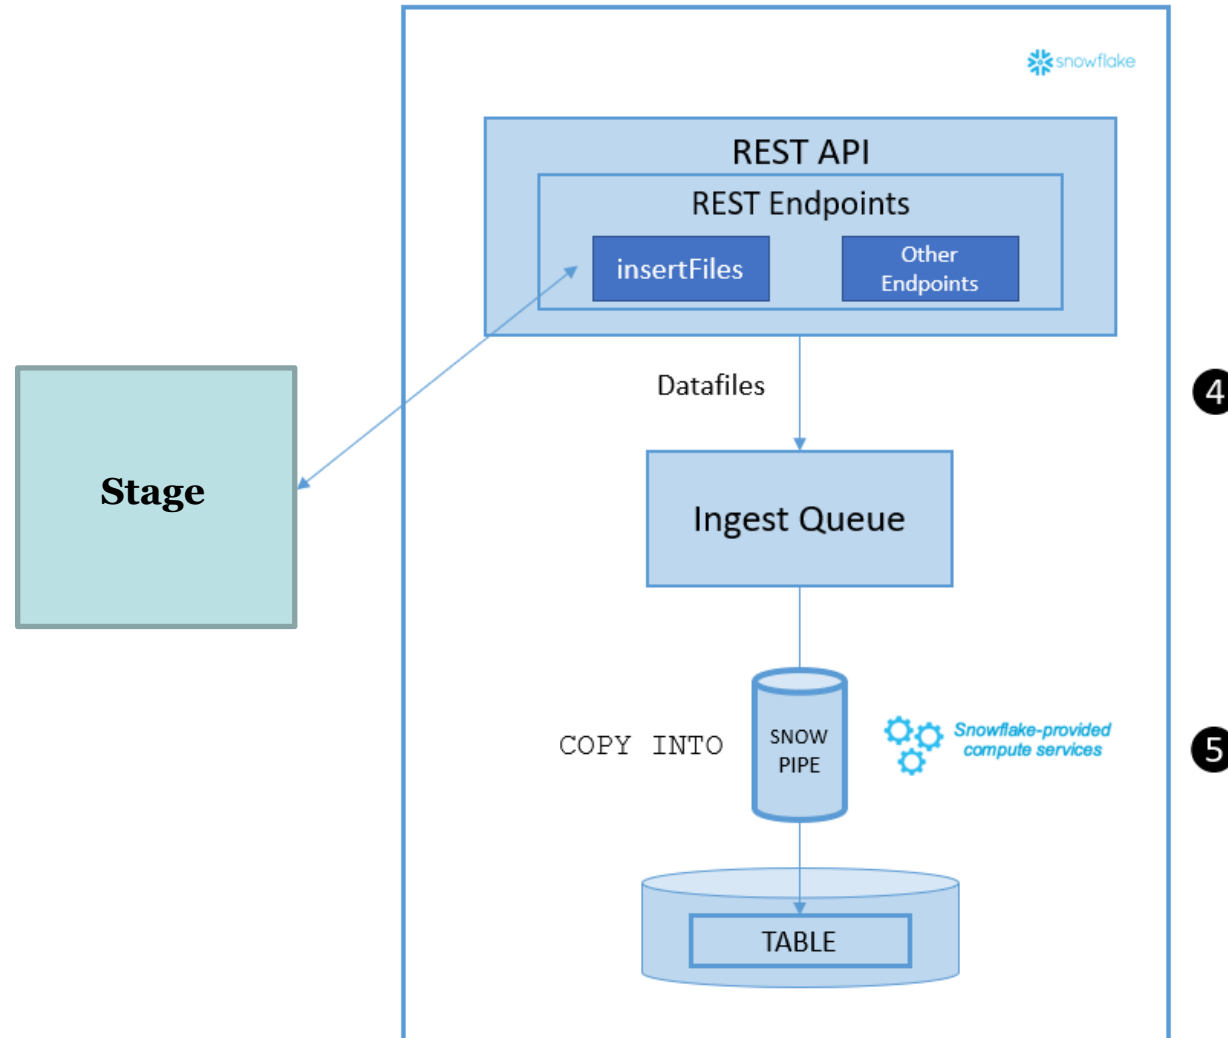 snowflake
REST API
REST Endpoints
insertFiles
Other
Endpoints
Datafiles
4
Stage
Ingest Queue
COPY INTO
SNOW
PIPE
Snowflake-provided
compute services
5
TABLE